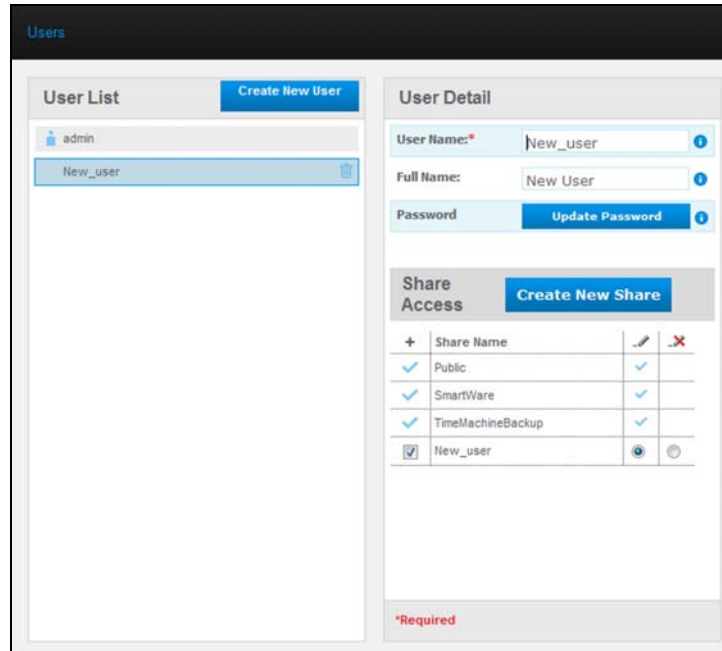 Users
User List
Create New User
admin
New_user
User Detail
User Name:*
New_user
Full Name:
New User
Password
Update Password
Share Access
Create New Share
+ Share Name
Public
SmartWare
TimeMachineBackup
New_user
*Required